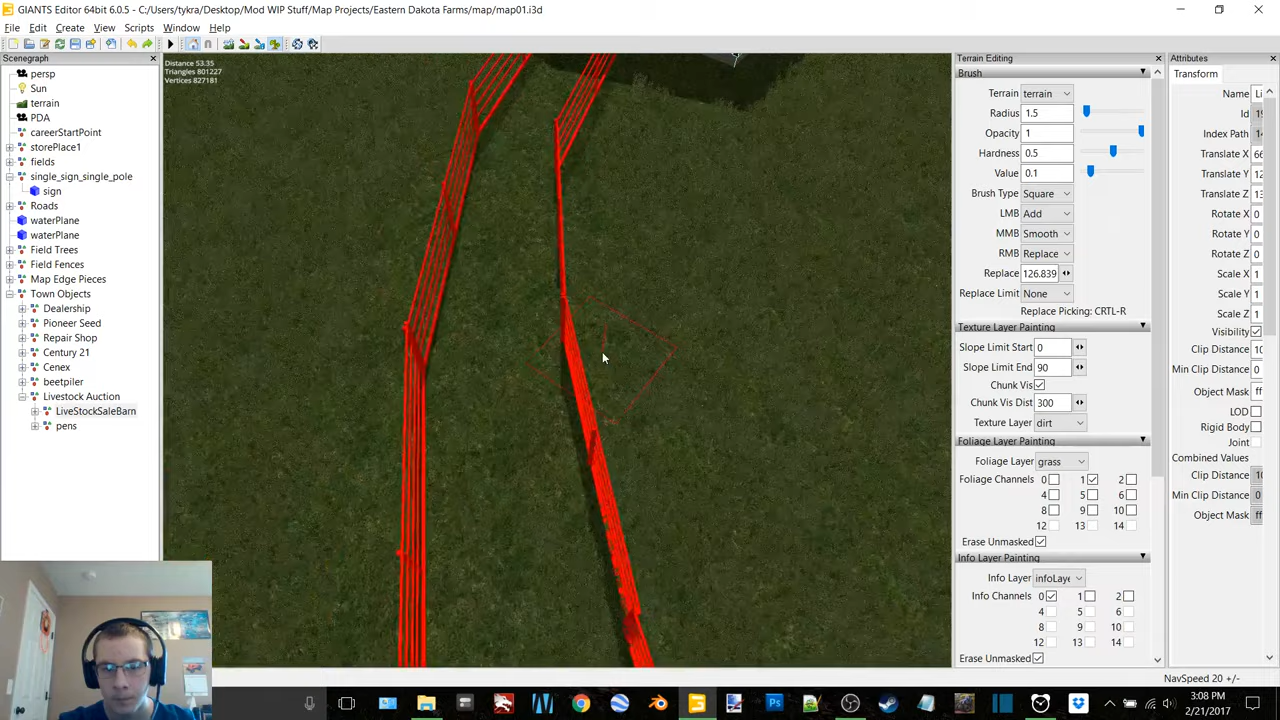 GIANTS Editor 64bit 6.0.5 - C:/Users/tykra/Desktop/Mod WIP Stuff/Map Projects/Eastern Dakota Farms/map/map01.i3d
File Edit Create View Scripts Window Help
Scenegraph
persp
Sun
terrain
PDA
careerStartPoint
storePlace1
fields
single_sign_single_pole
sign
Roads
waterPlane
waterPlane
Field Trees
Field Fences
Map Edge Pieces
Town Objects
Dealership
Pioneer Seed
Repair Shop
Century 21
Cenex
beetpiler
Livestock Auction
LiveStockSaleBarn
pens
Distance 53.35
Triangles 801227
Vertices 827181
Terrain Editing
Brush
Terrain terrain
Radius 1.5
Opacity 1
Hardness 0.5
Value 0.1
Brush Type Square
LMB Add
MMB Smooth
RMB Replace
Replace 126.839
Replace Limit None
Replace Picking: CRTL-R
Texture Layer Painting
Slope Limit Start 0
Slope Limit End 90
Chunk Vis
Chunk Vis Dist 300
Texture Layer dirt
Foliage Layer Painting
Foliage Layer grass
Foliage Channels 0 1 2
4 5 6
8 9 10
12 13 14
Erase Unmasked
Info Layer Painting
Info Layer infoLaye
Info Channels 0 1 2
4 5 6
8 9 10
12 13 14
Erase Unmasked
Attributes
Transform
Name Li
Id 19
Index Path 14
Translate X 66
Translate Y 12
Translate Z 13
Rotate X 0
Rotate Y 0
Rotate Z 0
Scale X 1
Scale Y 1
Scale Z 1
Visibility
Clip Distance 10
Min Clip Distance 0
Object Mask ff
LOD
Rigid Body
Joint
Combined Values
Clip Distance 10
Min Clip Distance 0
Object Mask ff
NavSpeed 20 +/-
3:08 PM
2/21/2017